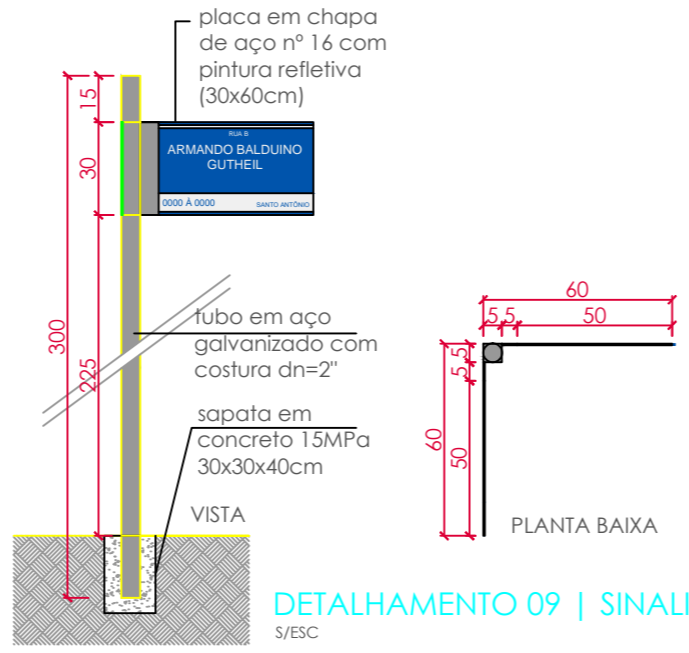 placa em chapa
de aço nº 16 com
pintura refletiva
(30x60cm)
15
30
300
225
RUA B
ARMANDO BALDUINO
GUTHEIL
0000 À 0000
SANTO ANTÔNIO
tubo em aço
galvanizado com
costura dn=2"
sapata em
concreto 15MPa
30x30x40cm
VISTA
60
5,5,
50
5,5
60
50
PLANTA BAIXA
DETALHAMENTO 09 | SINALI
S/ESC